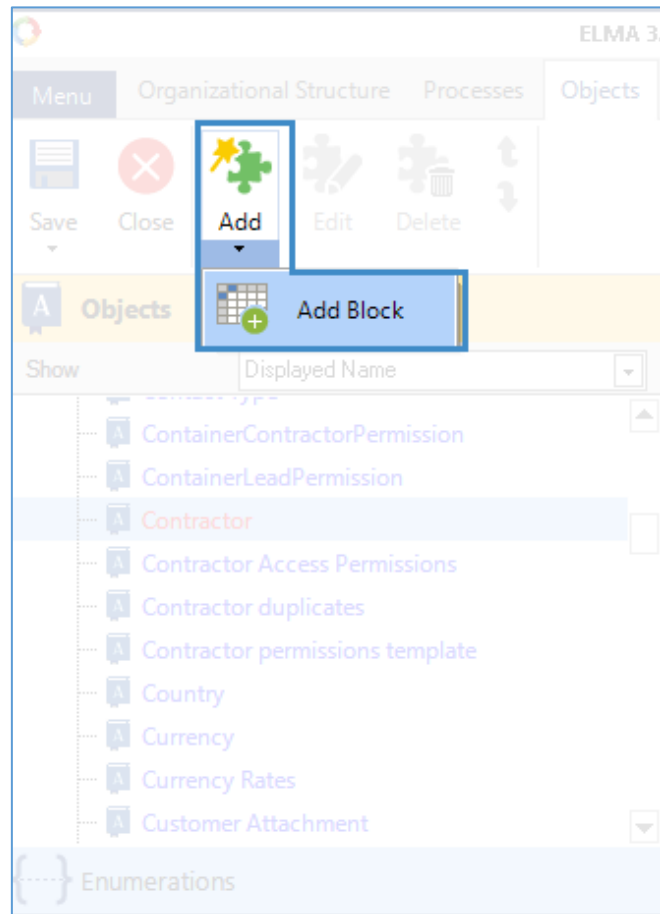 ELMA 3.
Menu Organizational Structure Processes Objects
Save Close Add Edit Delete
Add Block
Objects
Show Displayed Name
ContainerContractorPermission
ContainerLeadPermission
Contractor
Contractor Access Permissions
Contractor duplicates
Contractor permissions template
Country
Currency
Currency Rates
Customer Attachment
Enumerations